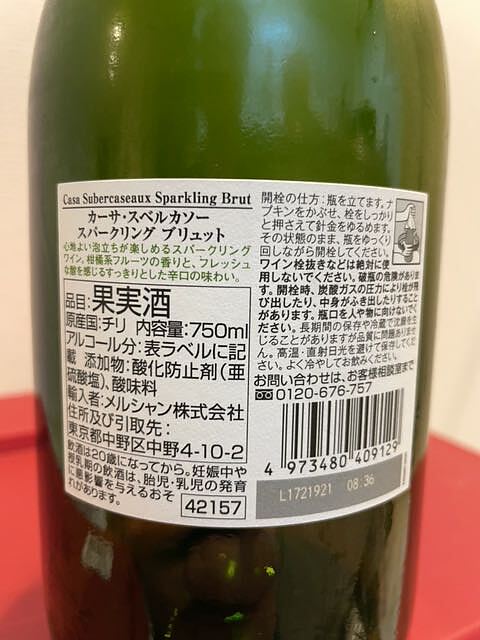 Casa Subercaseaux Sparkling Brut
カーサ・スベルカソー
スパークリング ブリュット
心地よい泡立ちが楽しめるスパークリング
ワイン。柑橘系フルーツの香りと、フレッシュ
な酸を感じるすっきりとした辛口の味わい。
品目:果実酒
原産国:チリ 内容量:750ml
アルコール分:表ラベルに記
載 添加物:酸化防止剤(亜
硫酸塩)、酸味料
輸入者:メルシャン株式会社
住所及び引取先:
東京都中野区中野4-10-2
飲酒は20歳になってから。妊娠中や
授乳期の飲酒は、胎児・乳児の発育
に悪影響を与えるおそ
れがあります。
42157
開栓の仕方:瓶を立てます。ナ
プキンをかぶせ、栓をしっかり
と押さえて針金をゆるめます。
その状態のまま、瓶をゆっくり
回しながら開栓してください。
ワイン栓抜きなどは絶対に使
用しないでください。破瓶の危険があり
ます。開栓時、炭酸ガスの圧力により栓が飛
び出したり、中身がふき出したりすること
があります。瓶口を人や物に向けないでくだ
さい。長期間の保存や冷蔵で沈殿を生
じることがありますが品質に問題ありませ
ん。高温・直射日光を避けて保存してくだ
さい。よく冷やしてお飲みください。
お問い合わせは、お客様相談室まで
0120-676-757
4 973480 409129
L1721921 08:36